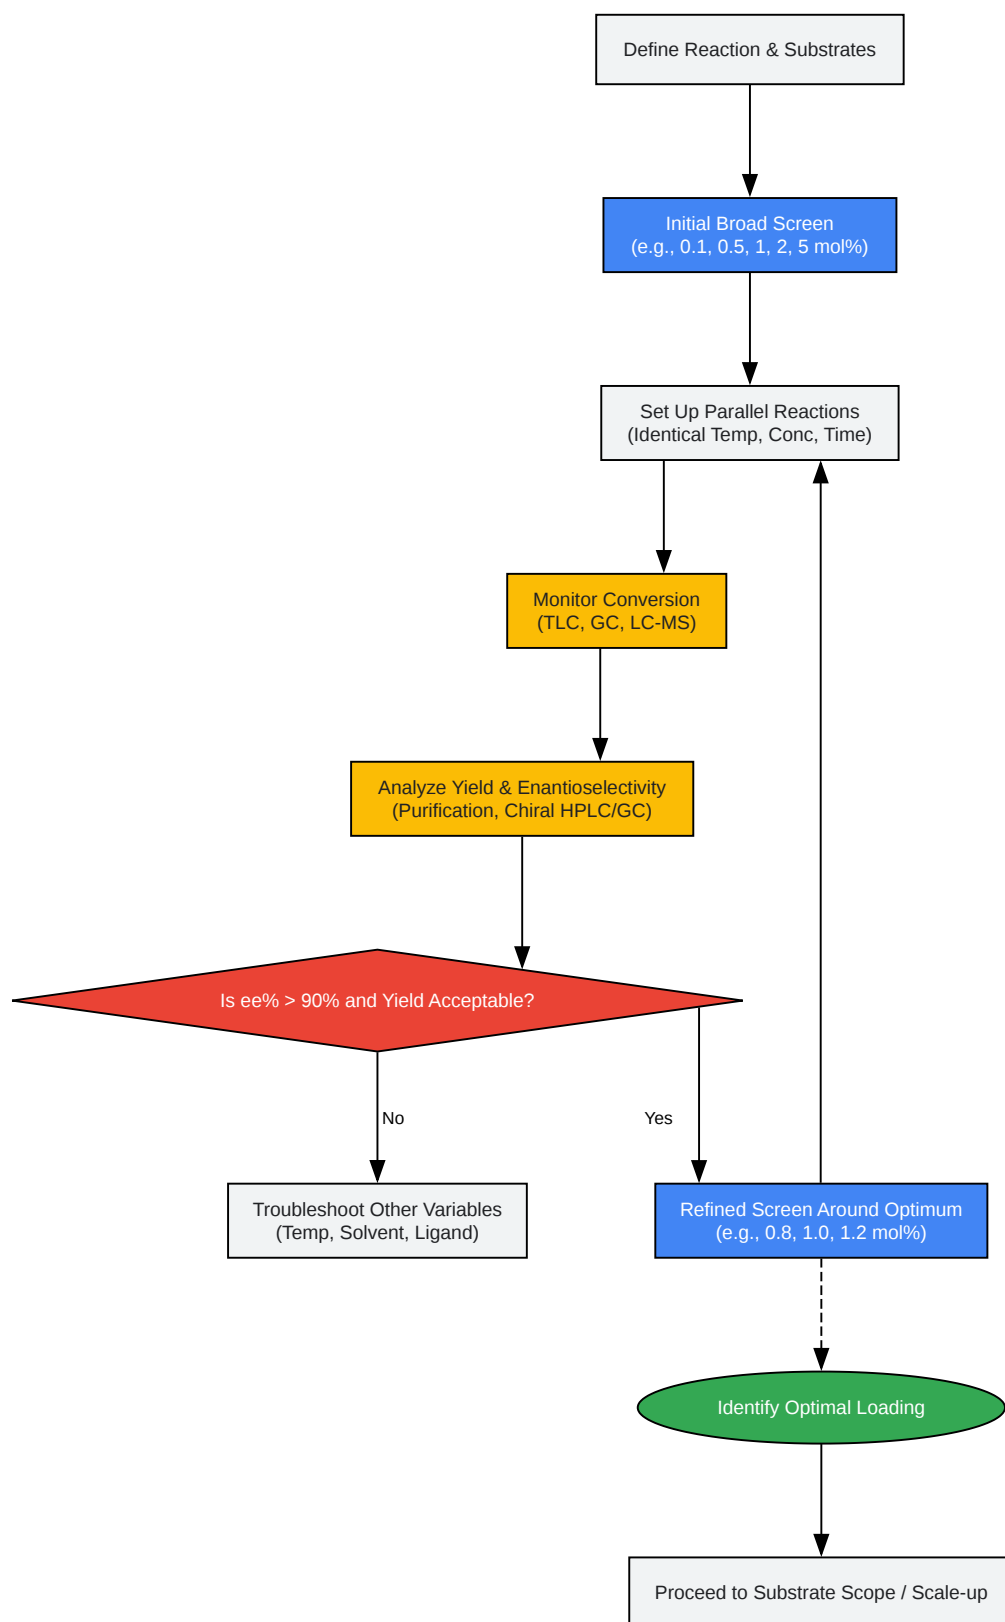 Define Reaction & Substrates
Initial Broad Screen
(e.g., 0.1, 0.5, 1, 2, 5 mol%)
Set Up Parallel Reactions
(Identical Temp, Conc, Time)
Monitor Conversion
(TLC, GC, LC-MS)
Analyze Yield & Enantioselectivity
(Purification, Chiral HPLC/GC)
Is ee% > 90% and Yield Acceptable?
No
Yes
Troubleshoot Other Variables
(Temp, Solvent, Ligand)
Refined Screen Around Optimum
(e.g., 0.8, 1.0, 1.2 mol%)
Identify Optimal Loading
Proceed to Substrate Scope / Scale-up